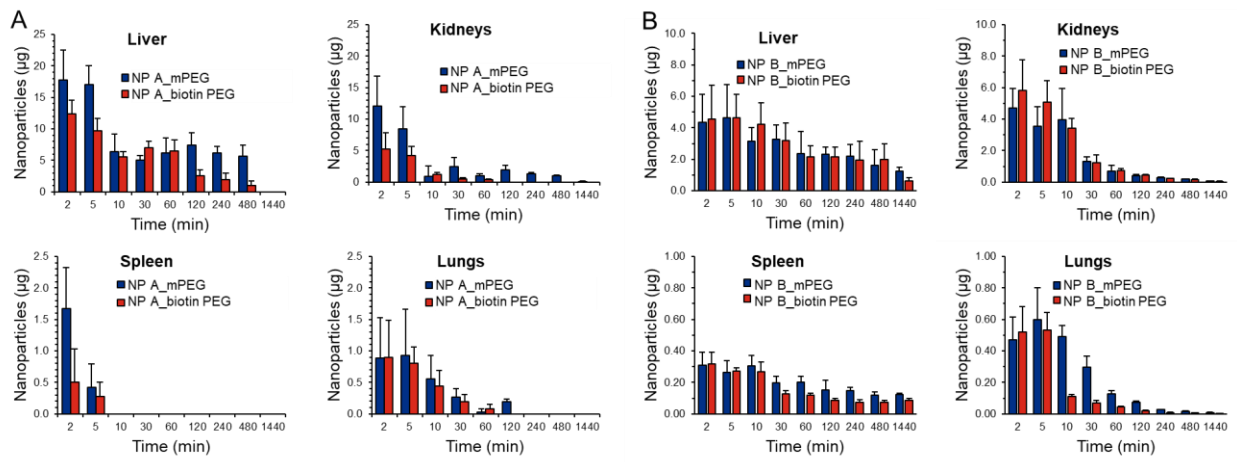 A
Liver
NP A_mPEG
NP A_biotin PEG
Nanoparticles (µg)
25
20
15
10
5
0
2 5 10 30 60 120 240 480 1440
Time (min)
Kidneys
NP A_mPEG
NP A_biotin PEG
Nanoparticles (µg)
25
20
15
10
5
0
2 5 10 30 60 120 240 480 1440
Time (min)
Spleen
NP A_mPEG
NP A_biotin PEG
Nanoparticles (µg)
2.5
2.0
1.5
1.0
0.5
0.0
2 5 10 30 60 120 240 480 1440
Time (min)
Lungs
NP A_mPEG
NP A_biotin PEG
Nanoparticles (µg)
2.5
2.0
1.5
1.0
0.5
0.0
2 5 10 30 60 120 240 480 1440
Time (min)
B
Liver
NP B_mPEG
NP B_biotin PEG
Nanoparticles (µg)
10.0
8.0
6.0
4.0
2.0
0.0
2 5 10 30 60 120 240 480 1440
Time (min)
Kidneys
NP B_mPEG
NP B_biotin PEG
Nanoparticles (µg)
10.0
8.0
6.0
4.0
2.0
0.0
2 5 10 30 60 120 240 480 1440
Time (min)
Spleen
NP B_mPEG
NP B_biotin PEG
Nanoparticles (µg)
1.00
0.80
0.60
0.40
0.20
0.00
2 5 10 30 60 120 240 480 1440
Time (min)
Lungs
NP B_mPEG
NP B_biotin PEG
Nanoparticles (µg)
1.00
0.80
0.60
0.40
0.20
0.00
2 5 10 30 60 120 240 480 1440
Time (min)